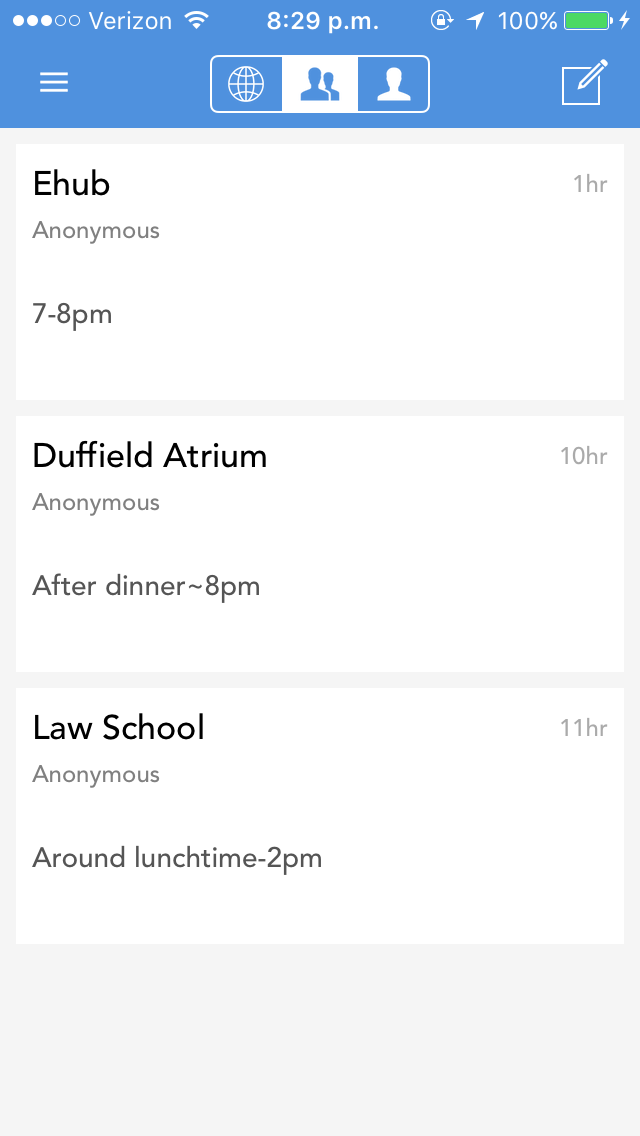 Verizon 8:29 p.m. 100%
Ehub 1hr
Anonymous
7-8pm
Duffield Atrium 10hr
Anonymous
After dinner~8pm
Law School 11hr
Anonymous
Around lunchtime-2pm